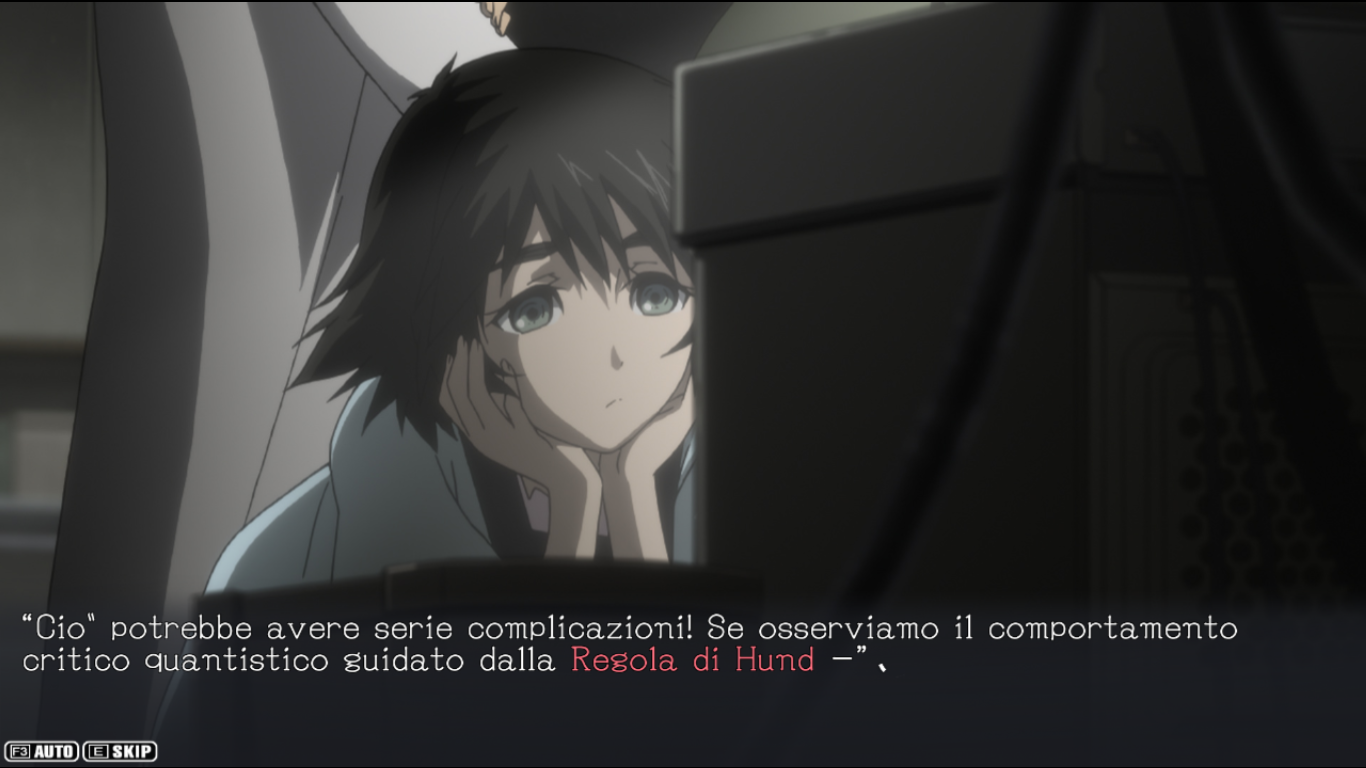 “Cio" potrebbe avere serie complicazioni! Se osserviamo il comportamento
critico quantistico guidato dalla Regola di Hund —”、
F3 AUTO E SKIP